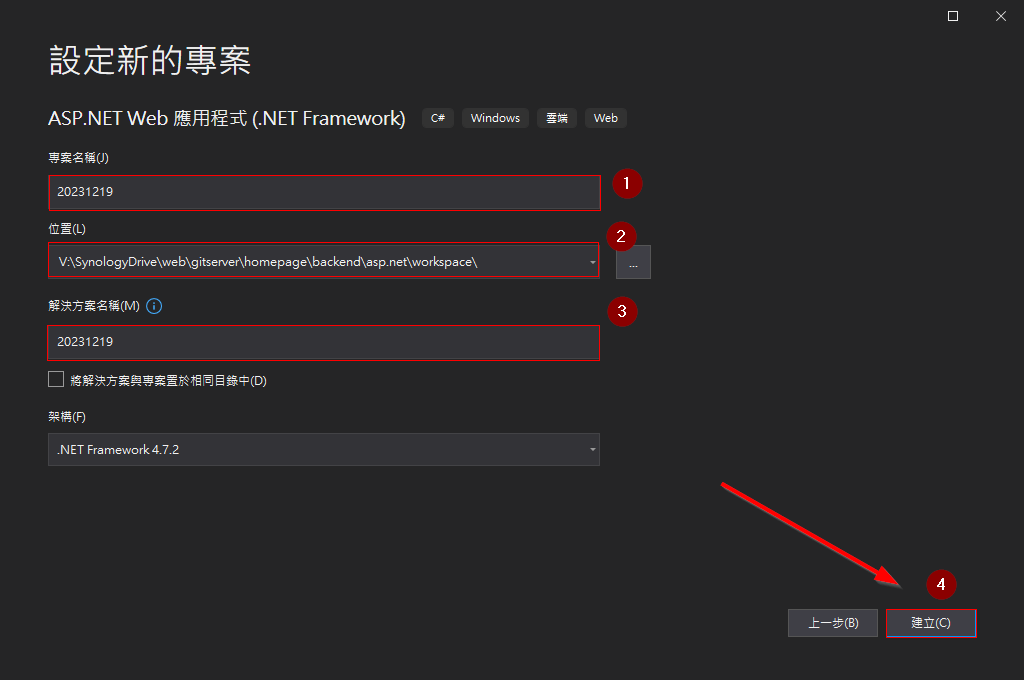 設定新的專案
ASP.NET Web 應用程式 (.NET Framework) C# Windows 雲端 Web
專案名稱(J)
20231219
1
位置(L)
2
V:\SynologyDrive\web\gitserver\homepage\backend\asp.net\workspace\
...
解決方案名稱(M)
3
20231219
將解決方案與專案置於相同目錄中(D)
架構(F)
.NET Framework 4.7.2
4
上一步(B) 建立(C)